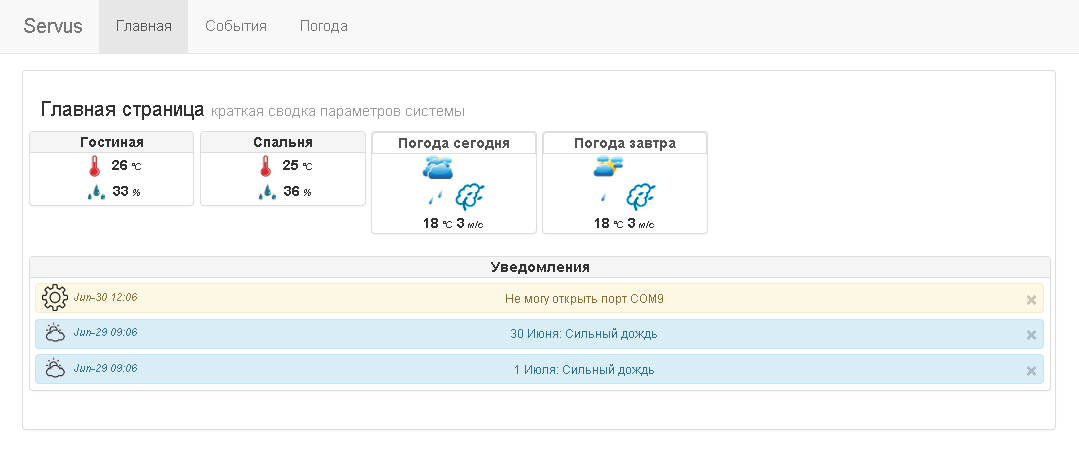 Servus Главная События Погода
Главная страница краткая сводка параметров системы
Гостиная
26 °C
33 %
Спальня
25 °C
36 %
Погода сегодня
18 °C 3 м/с
Погода завтра
18 °C 3 м/с
Уведомления
Jun-30 12:06 Не могу открыть порт COM9 ×
Jun-29 09:06 30 Июня: Сильный дождь ×
Jun-29 09:06 1 Июля: Сильный дождь ×